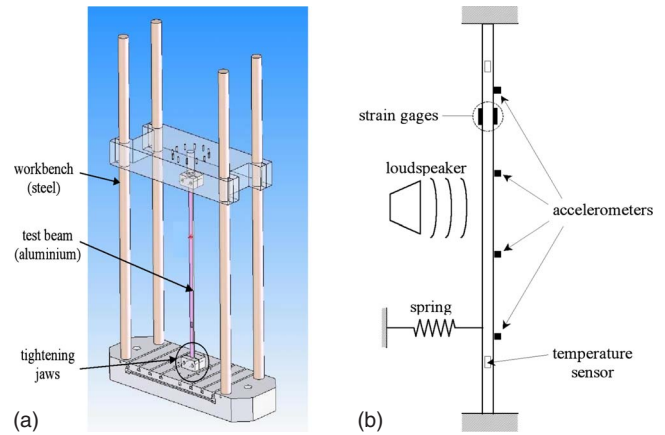 workbench
(steel)
test beam
(aluminium)
tightening
jaws
(a)
strain gages
loudspeaker
accelerometers
spring
temperature
sensor
(b)